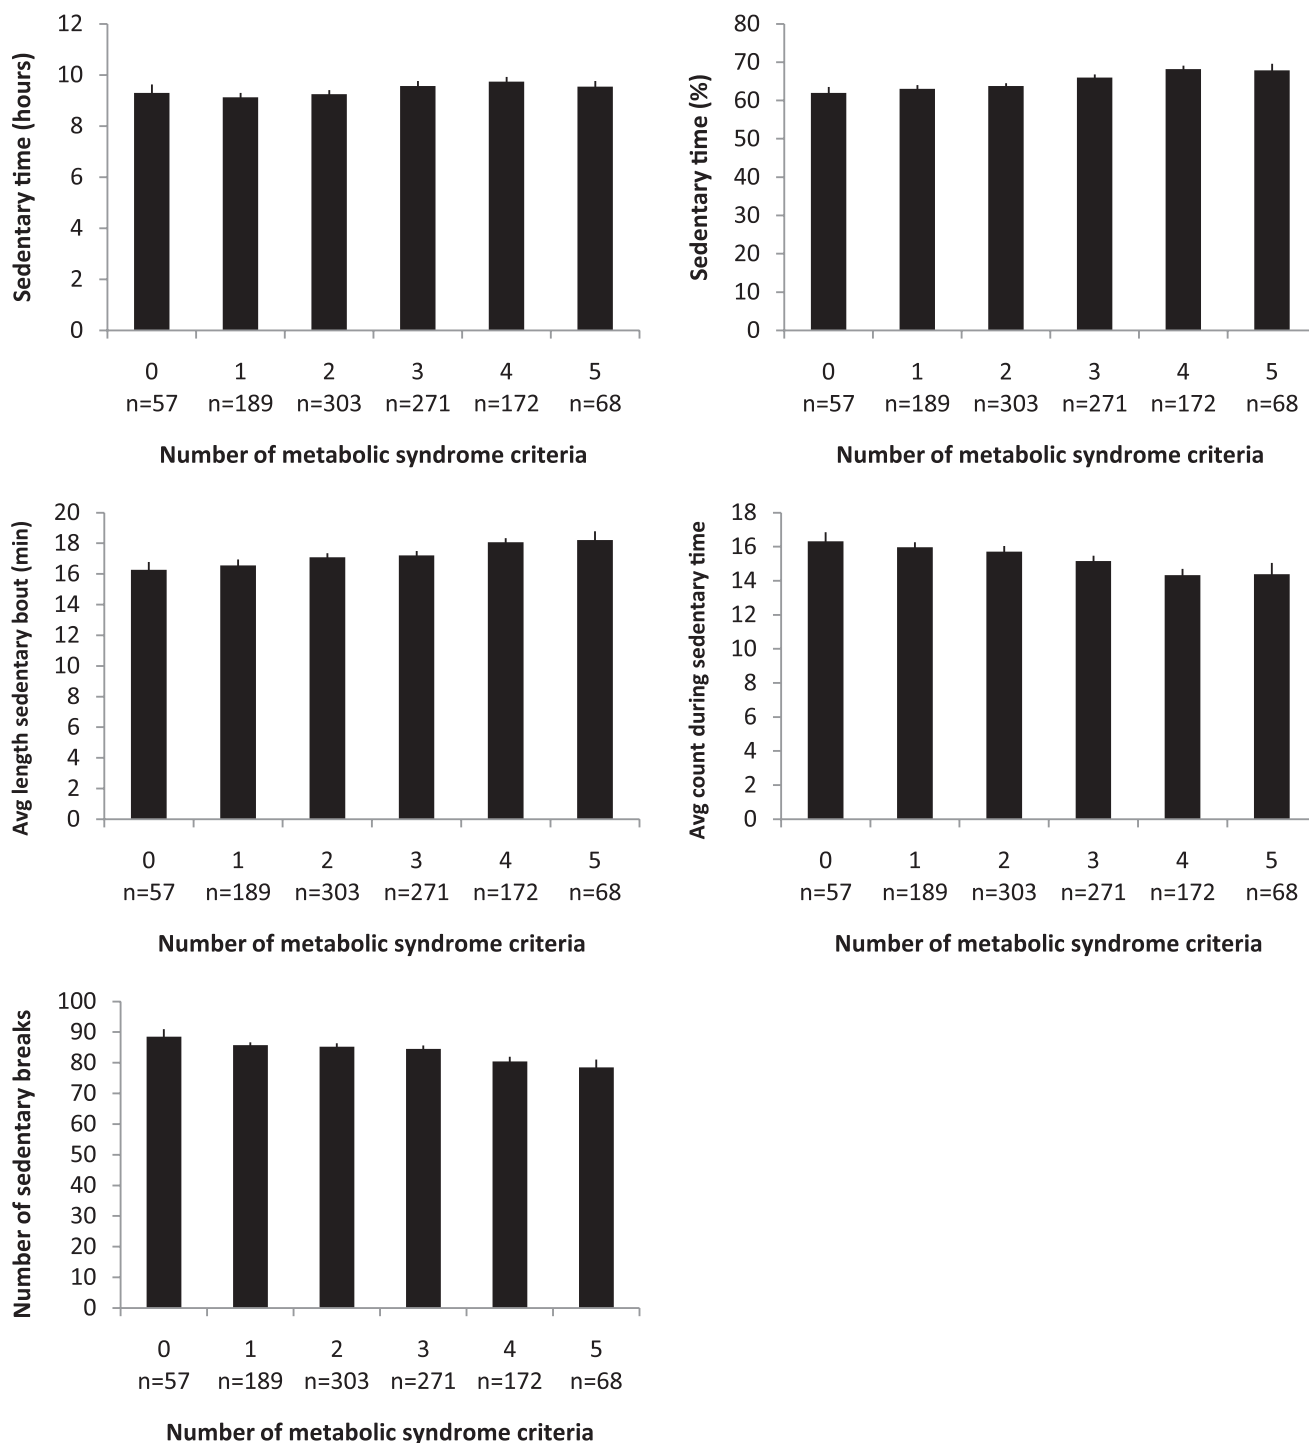 Sedentary time (hours)
12
10
8
6
4
2
0
0 1 2 3 4 5
n=57 n=189 n=303 n=271 n=172 n=68
Number of metabolic syndrome criteria
Sedentary time (%)
80
70
60
50
40
30
20
10
0
0 1 2 3 4 5
n=57 n=189 n=303 n=271 n=172 n=68
Number of metabolic syndrome criteria
Avg length sedentary bout (min)
20
18
16
14
12
10
8
6
4
2
0
0 1 2 3 4 5
n=57 n=189 n=303 n=271 n=172 n=68
Number of metabolic syndrome criteria
Avg count during sedentary time
18
16
14
12
10
8
6
4
2
0
0 1 2 3 4 5
n=57 n=189 n=303 n=271 n=172 n=68
Number of metabolic syndrome criteria
Number of sedentary breaks
100
90
80
70
60
50
40
30
20
10
0
0 1 2 3 4 5
n=57 n=189 n=303 n=271 n=172 n=68
Number of metabolic syndrome criteria